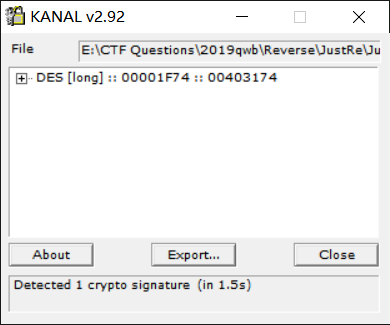 KANAL v2.92
File E:\CTF Questions\2019qwb\Reverse\JustRe\Ju
DES [long] :: 00001F74 :: 00403174
About Export... Close
Detected 1 crypto signature (in 1.5s)